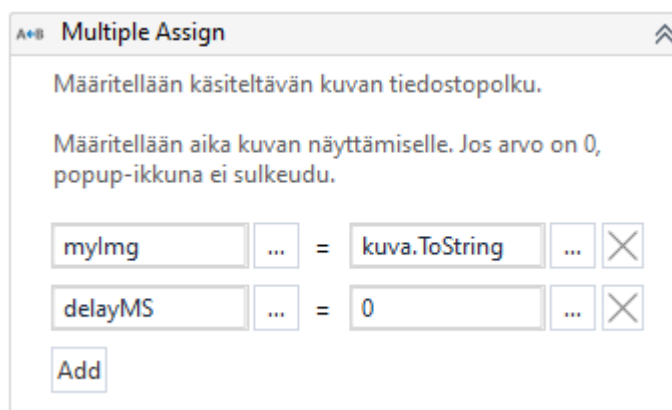 A←B Multiple Assign
Määritellään käsiteltävän kuvan tiedostopolku.
Määritellään aika kuvan näyttämiselle. Jos arvo on 0,
popup-ikkuna ei sulkeudu.
myImg ... = kuva.ToString ...
delayMS ... = 0 ...
Add